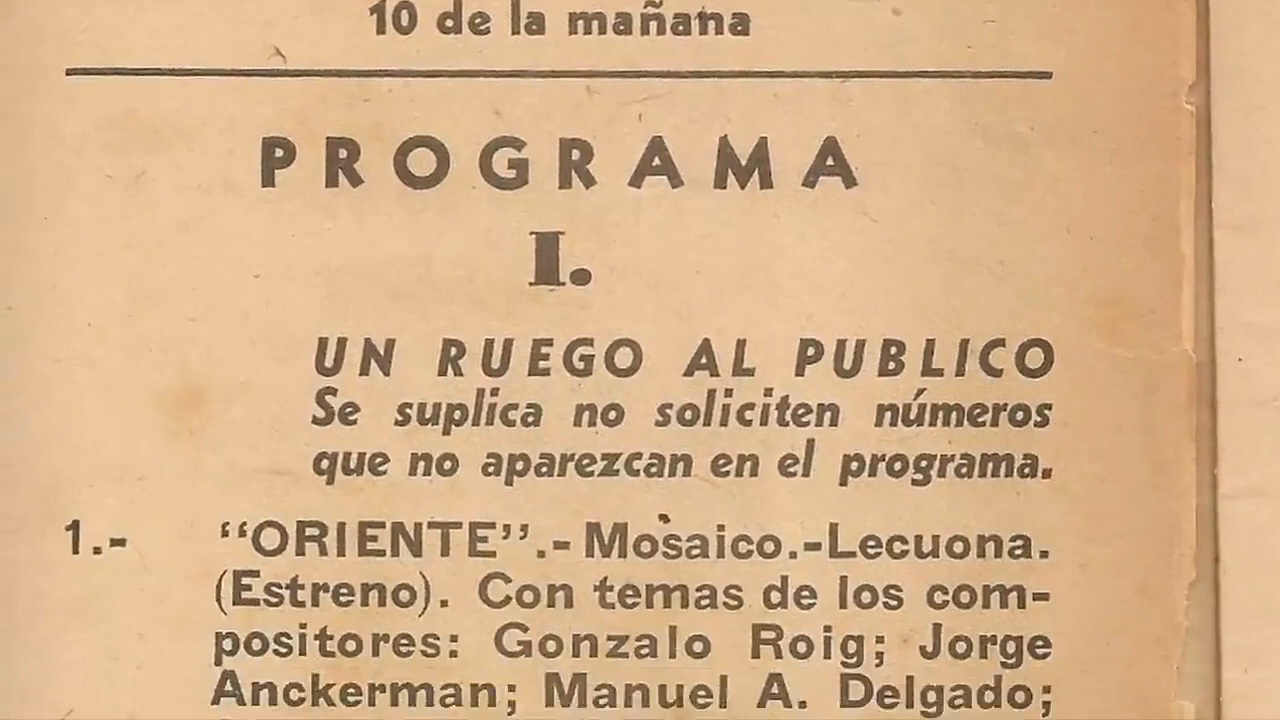 10 de la mañana
PROGRAMA
I.
UN RUEGO AL PUBLICO
Se suplica no soliciten números
que no aparezcan en el programa.
1.- “ORIENTE”.- Mosaico.-Lecuona.
(Estreno). Con temas de los com-
positores: Gonzalo Roig; Jorge
Anckerman; Manuel A. Delgado;